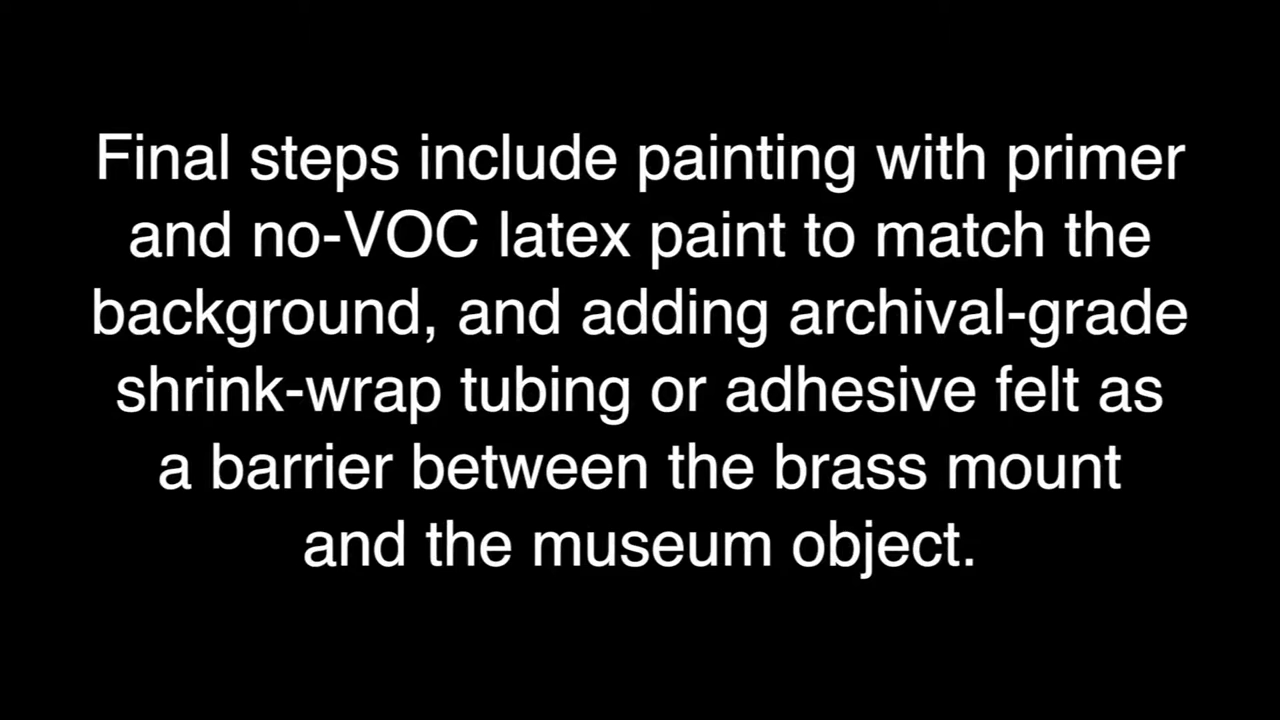 Final steps include painting with primer
and no-VOC latex paint to match the
background, and adding archival-grade
shrink-wrap tubing or adhesive felt as
a barrier between the brass mount
and the museum object.